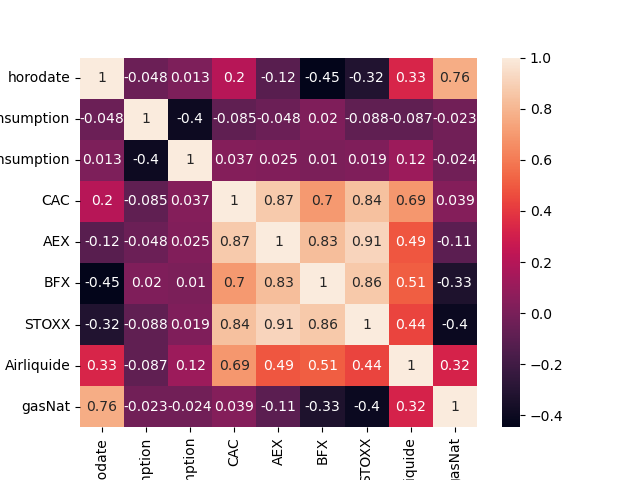 horodate 1 -0.048 0.013 0.2 -0.12 -0.45 -0.32 0.33 0.76
nsumption -0.048 1 -0.4 -0.085 -0.048 0.02 -0.088 -0.087 -0.023
nsumption 0.013 -0.4 1 0.037 0.025 0.01 0.019 0.12 -0.024
CAC 0.2 -0.085 0.037 1 0.87 0.7 0.84 0.69 0.039
AEX -0.12 -0.048 0.025 0.87 1 0.83 0.91 0.49 -0.11
BFX -0.45 0.02 0.01 0.7 0.83 1 0.86 0.51 -0.33
STOXX -0.32 -0.088 0.019 0.84 0.91 0.86 1 0.44 -0.4
Airliquide 0.33 -0.087 0.12 0.69 0.49 0.51 0.44 1 0.32
gasNat 0.76 -0.023 -0.024 0.039 -0.11 -0.33 -0.4 0.32 1
rodate
mption
mption
CAC
AEX
BFX
STOXX
iquide
gasNat
1.0
0.8
0.6
0.4
0.2
0.0
−0.2
−0.4